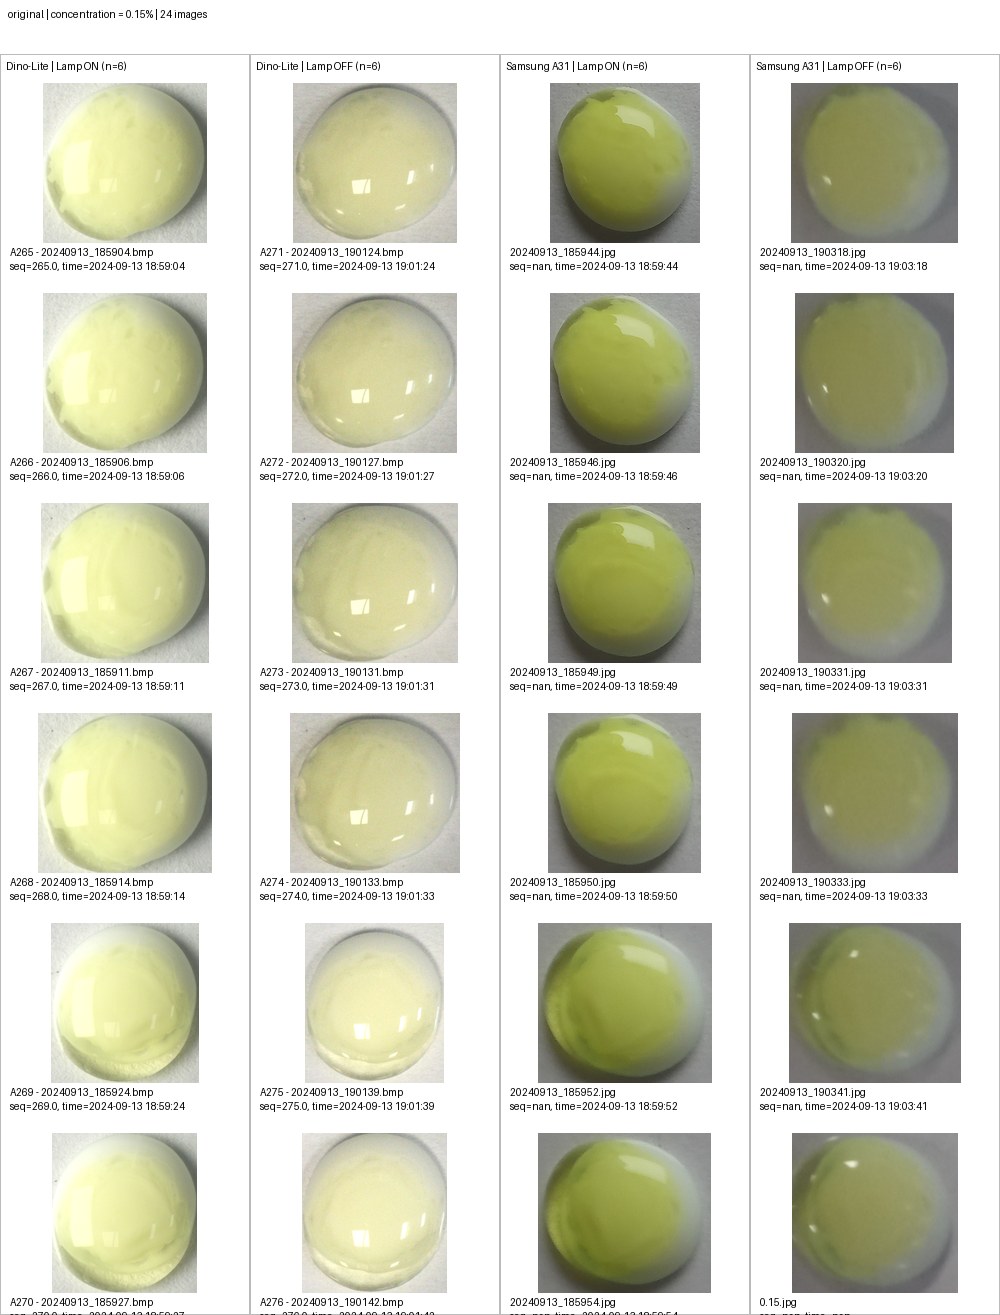 original | concentration = 0.15% | 24 images
Dino-Lite | Lamp ON (n=6)
Dino-Lite | Lamp OFF (n=6)
Samsung A31 | Lamp ON (n=6)
Samsung A31 | Lamp OFF (n=6)
A265 - 20240913_185904.bmp
seq=265.0, time=2024-09-13 18:59:04
A271 - 20240913_190124.bmp
seq=271.0, time=2024-09-13 19:01:24
20240913_185944.jpg
seq=nan, time=2024-09-13 18:59:44
20240913_190318.jpg
seq=nan, time=2024-09-13 19:03:18
A266 - 20240913_185906.bmp
seq=266.0, time=2024-09-13 18:59:06
A272 - 20240913_190127.bmp
seq=272.0, time=2024-09-13 19:01:27
20240913_185946.jpg
seq=nan, time=2024-09-13 18:59:46
20240913_190320.jpg
seq=nan, time=2024-09-13 19:03:20
A267 - 20240913_185911.bmp
seq=267.0, time=2024-09-13 18:59:11
A273 - 20240913_190131.bmp
seq=273.0, time=2024-09-13 19:01:31
20240913_185949.jpg
seq=nan, time=2024-09-13 18:59:49
20240913_190331.jpg
seq=nan, time=2024-09-13 19:03:31
A268 - 20240913_185914.bmp
seq=268.0, time=2024-09-13 18:59:14
A274 - 20240913_190133.bmp
seq=274.0, time=2024-09-13 19:01:33
20240913_185950.jpg
seq=nan, time=2024-09-13 18:59:50
20240913_190333.jpg
seq=nan, time=2024-09-13 19:03:33
A269 - 20240913_185924.bmp
seq=269.0, time=2024-09-13 18:59:24
A275 - 20240913_190139.bmp
seq=275.0, time=2024-09-13 19:01:39
20240913_185952.jpg
seq=nan, time=2024-09-13 18:59:52
20240913_190341.jpg
seq=nan, time=2024-09-13 19:03:41
A270 - 20240913_185927.bmp
A276 - 20240913_190142.bmp
20240913_185954.jpg
0.15.jpg